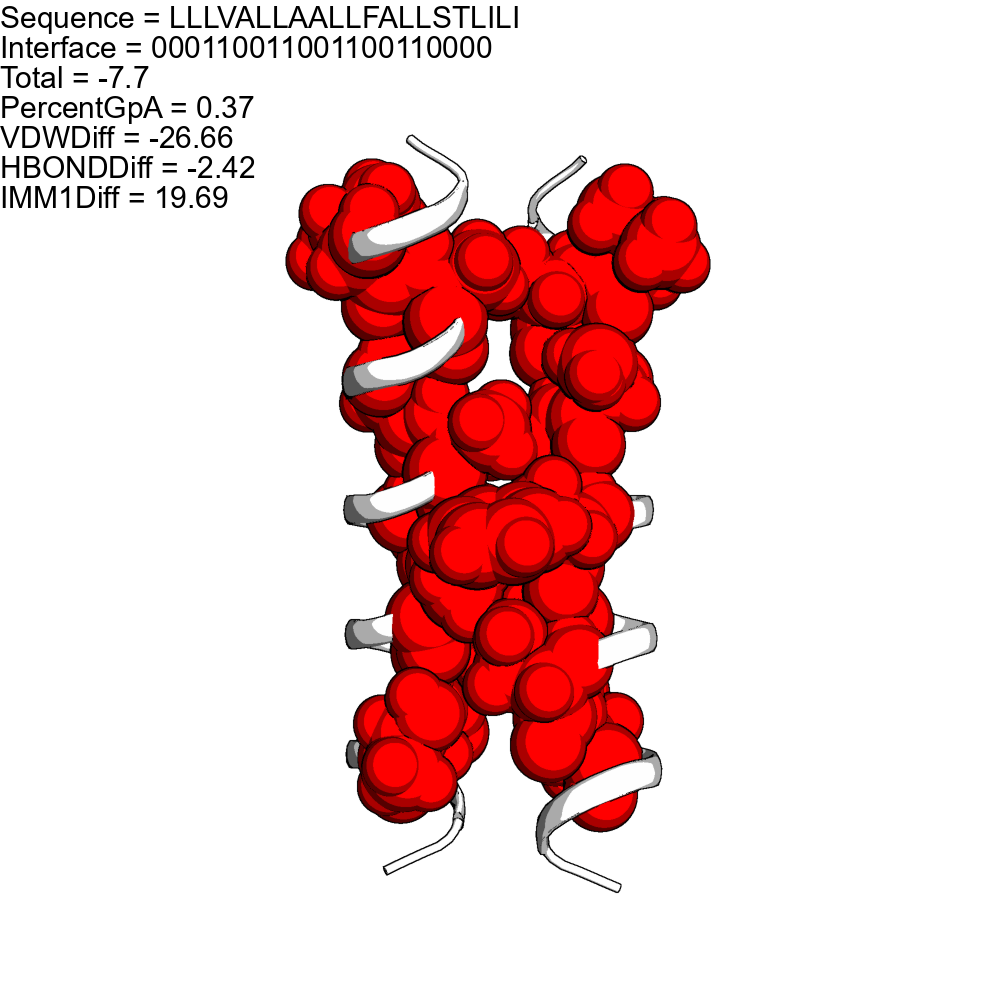 Sequence = LLLVALLAALLFALLSTLILI
Interface = 000110011001100110000
Total = -7.7
PercentGpA = 0.37
VDWDiff = -26.66
HBONDDiff = -2.42
IMM1Diff = 19.69